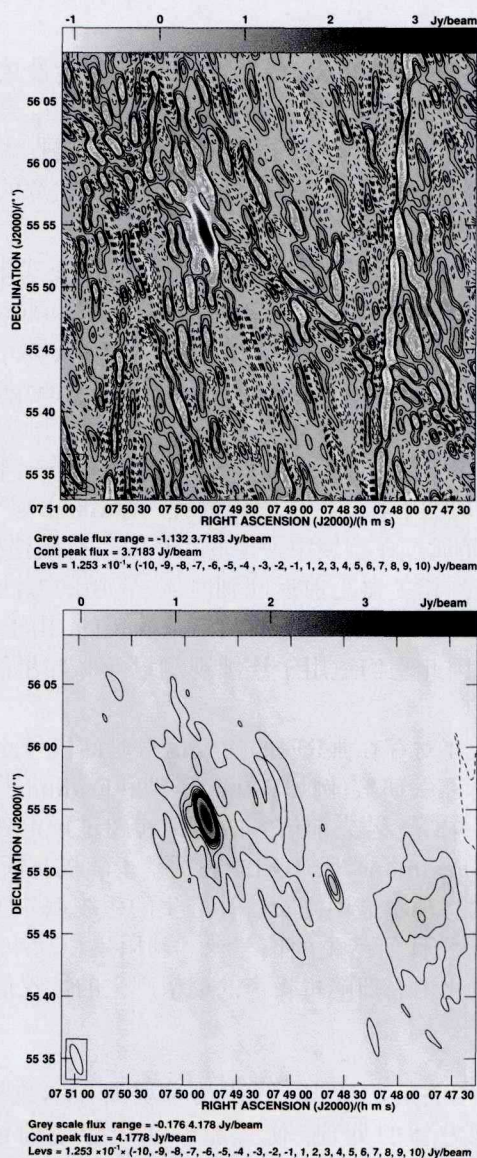 -1 0 1 2 3 Jy/beam
56 05
56 00
55 55
55 50
55 45
55 40
55 33
DECLINATION (J2000)/(° ')
07 51 00 07 50 30 07 50 00 07 49 30 07 49 00 07 48 30 07 48 00 07 47 30
RIGHT ASCENSION (J2000)/(h m s)
Grey scale flux range = -1.132 3.7183 Jy/beam
Cont peak flux = 3.7183 Jy/beam
Levs = 1.253 ×10⁻¹× (-10, -9, -8, -7, -6, -5, -4 , -3, -2, -1, 1, 2, 3, 4, 5, 6, 7, 8, 9, 10) Jy/beam
0 1 2 3 Jy/beam
56 05
56 00
55 55
55 50
55 45
55 40
55 33
DECLINATION (J2000)/(° ')
07 51 00 07 50 30 07 50 00 07 49 30 07 49 00 07 48 30 07 48 00 07 47 30
RIGHT ASCENSION (J2000)/(h m s)
Grey scale flux range = -0.176 4.178 Jy/beam
Cont peak flux = 4.1778 Jy/beam
Levs = 1.253 ×10⁻¹× (-10, -9, -8, -7, -6, -5, -4 , -3, -2, -1, 1, 2, 3, 4, 5, 6, 7, 8, 9, 10) Jy/beam